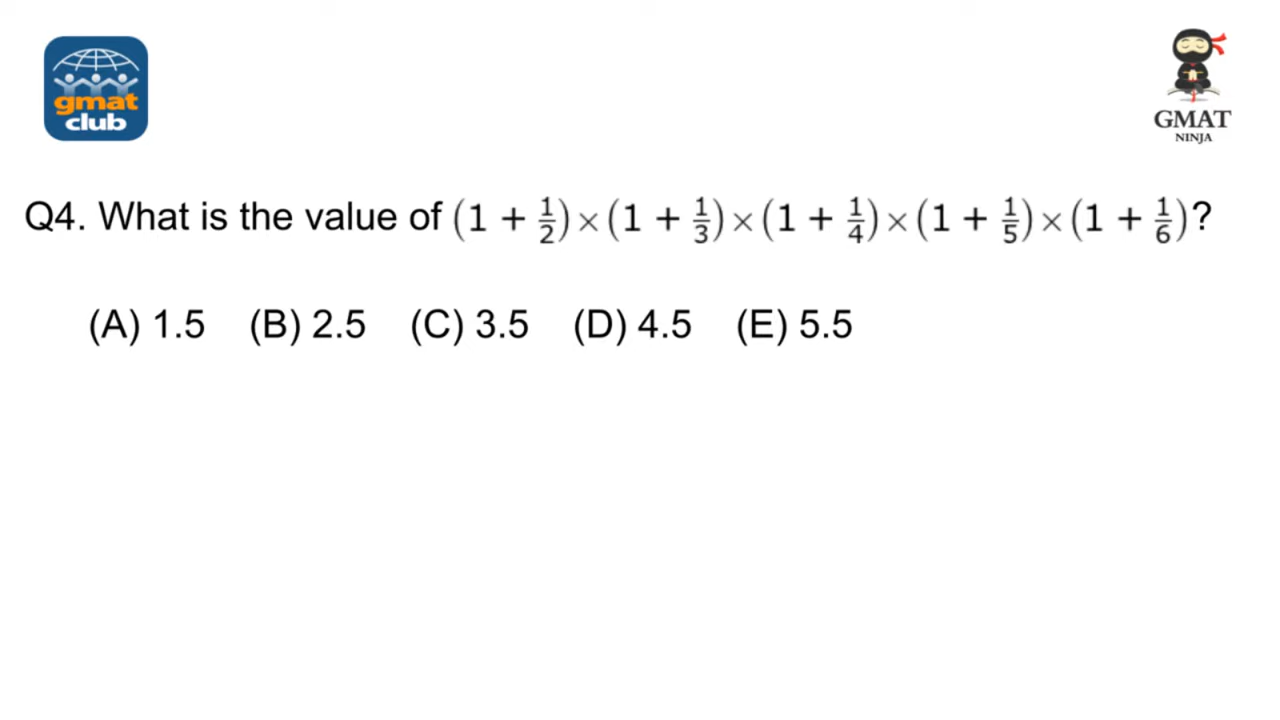 gmat
club
GMAT
NINJA
Q4. What is the value of (1 + 1/2) × (1 + 1/3) × (1 + 1/4) × (1 + 1/5) × (1 + 1/6)?
(A) 1.5 (B) 2.5 (C) 3.5 (D) 4.5 (E) 5.5